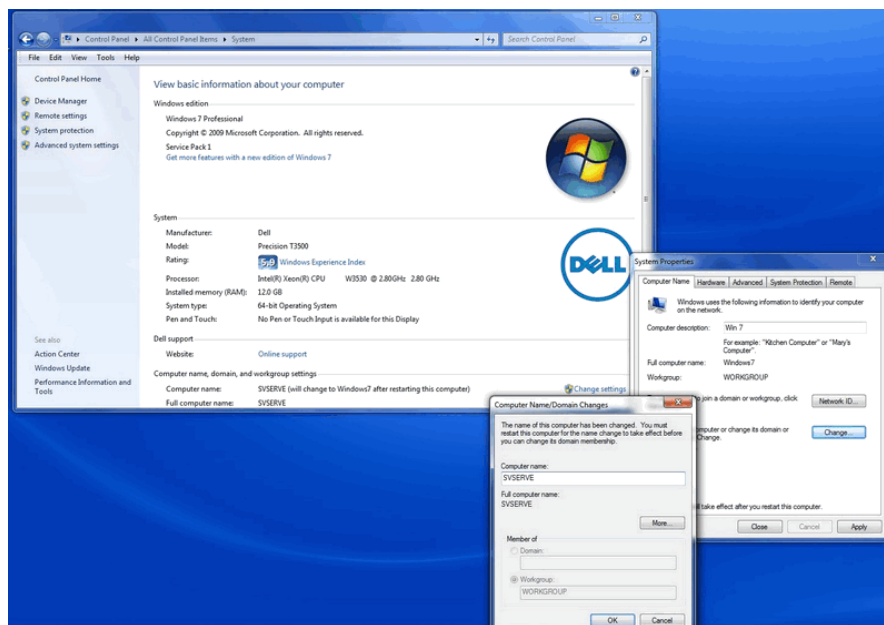 Control Panel ▸ All Control Panel Items ▸ System
Search Control Panel
File Edit View Tools Help
Control Panel Home
Device Manager
Remote settings
System protection
Advanced system settings
See also
Action Center
Windows Update
Performance Information and
Tools
View basic information about your computer
Windows edition
Windows 7 Professional
Copyright © 2009 Microsoft Corporation. All rights reserved.
Service Pack 1
Get more features with a new edition of Windows 7
System
Manufacturer: Dell
Model: Precision T3500
Rating: 5,9 Windows Experience Index
Processor: Intel(R) Xeon(R) CPU W3530 @ 2.80GHz 2.80 GHz
Installed memory (RAM): 12.0 GB
System type: 64-bit Operating System
Pen and Touch: No Pen or Touch Input is available for this Display
DELL
Dell support
Website: Online support
Computer name, domain, and workgroup settings
Computer name: SVSERVE (will change to Windows7 after restarting this computer)
Change settings
Full computer name: SVSERVE
System Properties
Computer Name Hardware Advanced System Protection Remote
Windows uses the following information to identify your computer
on the network.
Computer description: Win 7
For example: "Kitchen Computer" or "Mary's
Computer".
Full computer name: Windows7
Workgroup: WORKGROUP
to join a domain or workgroup, click
Network ID...
computer or change its domain or
Change.
Change...
take effect after you restart this computer.
Close Cancel Apply
Computer Name/Domain Changes
The name of this computer has been changed. You must
restart this computer for the name change to take effect before
you can change its domain membership.
Computer name:
SVSERVE
Full computer name:
SVSERVE
More...
Member of
Domain:
Workgroup:
WORKGROUP
OK Cancel